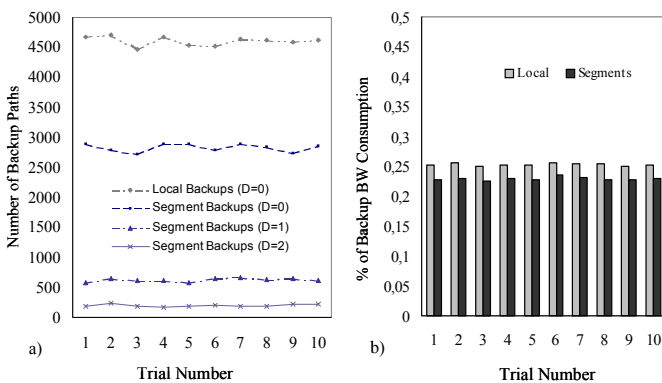 Number of Backup Paths
5000
4500
4000
3500
3000
2500
2000
1500
1000
500
0
Local Backups (D=0)
Segment Backups (D=0)
Segment Backups (D=1)
Segment Backups (D=2)
1 2 3 4 5 6 7 8 9 10
a)
Trial Number
% of Backup BW Consumption
0,5
0,45
0,4
0,35
0,3
0,25
0,2
0,15
0,1
0,05
0
Local Segments
1 2 3 4 5 6 7 8 9 10
b)
Trial Number